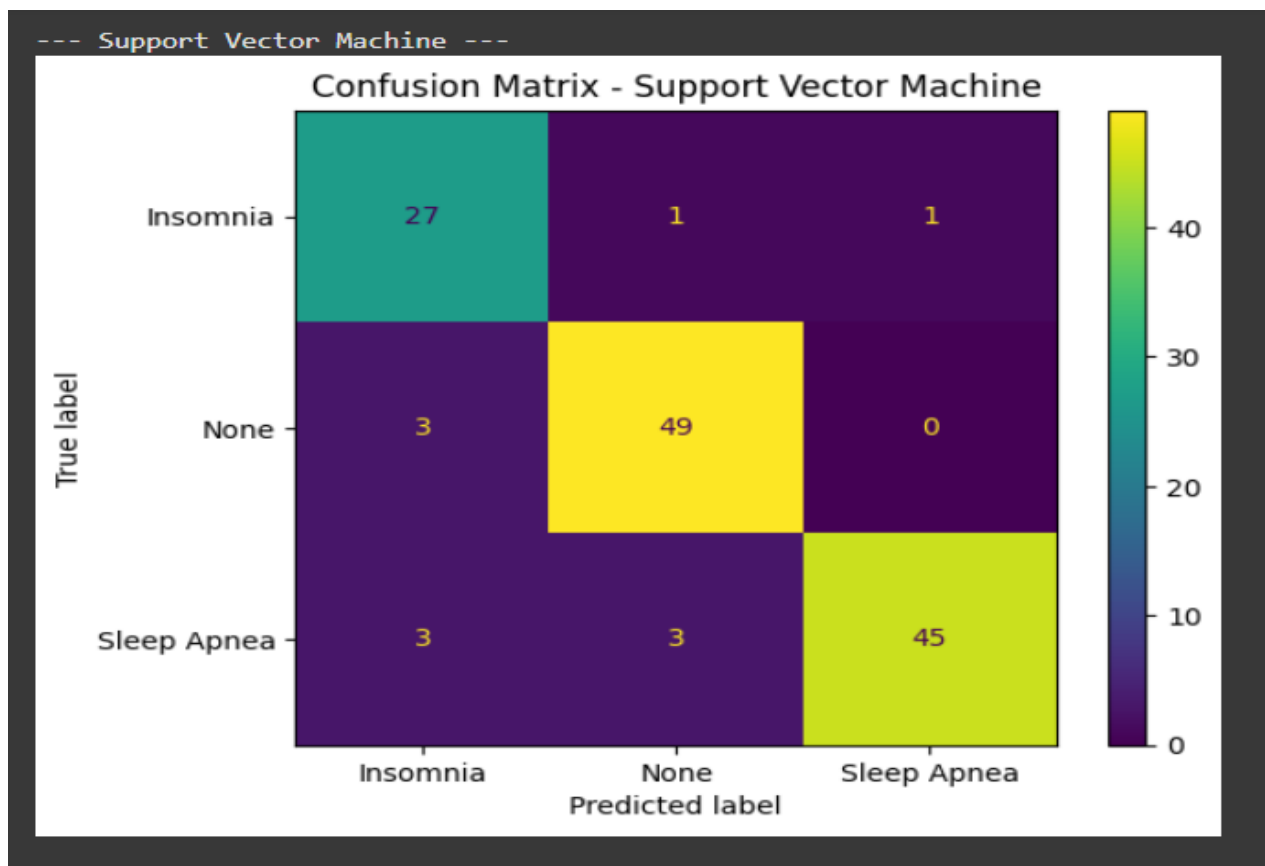 --- Support Vector Machine ---
Confusion Matrix - Support Vector Machine
Insomnia 27 1 1
None 3 49 0
Sleep Apnea 3 3 45
Insomnia None Sleep Apnea
Predicted label
True label
40
30
20
10
0